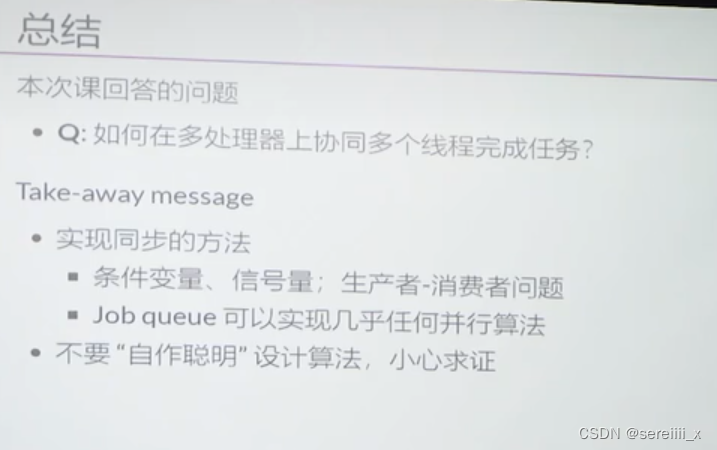 总结
本次课回答的问题
• Q: 如何在多处理器上协同多个线程完成任务？
Take-away message
• 实现同步的方法
▪ 条件变量、信号量；生产者-消费者问题
▪ Job queue 可以实现几乎任何并行算法
• 不要 “自作聪明” 设计算法，小心求证
CSDN @sereiiii_x